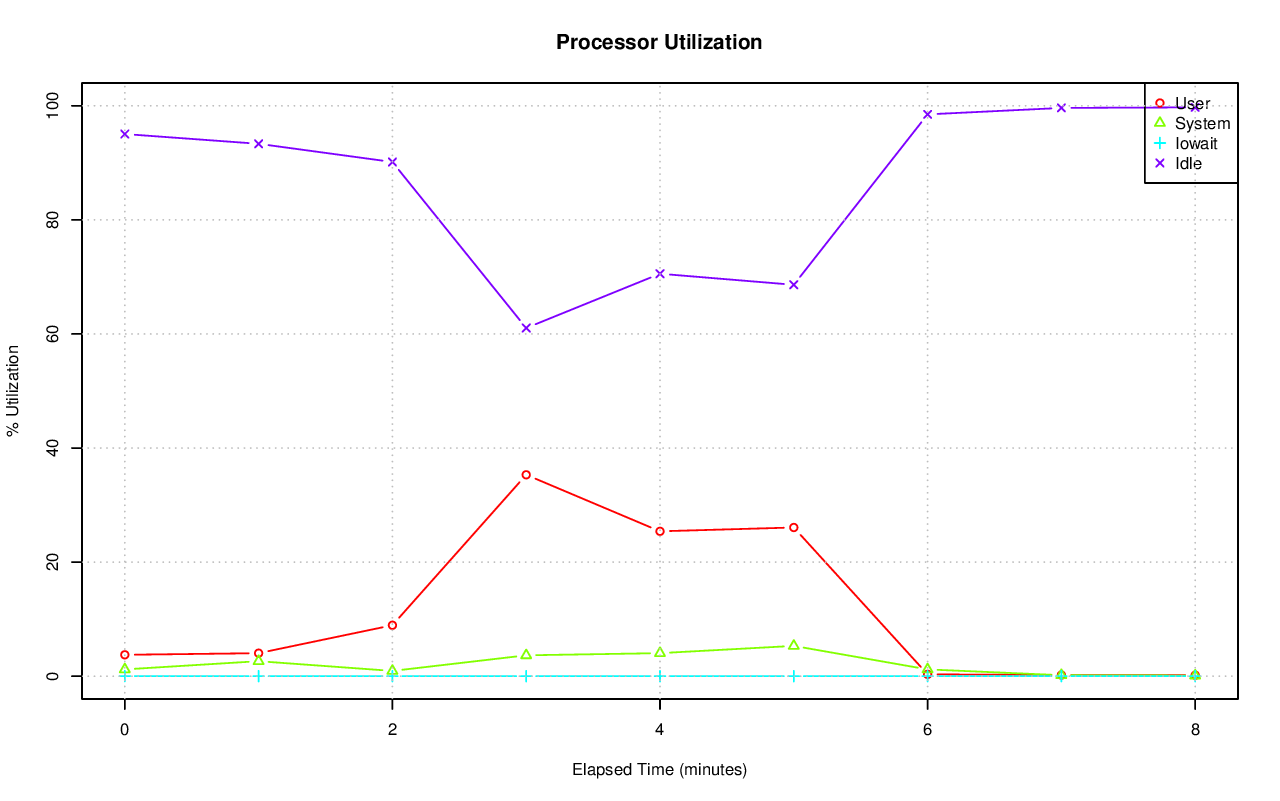 Processor Utilization
100
80
60
40
20
0
% Utilization
User
System
Iowait
Idle
0 2 4 6 8
Elapsed Time (minutes)